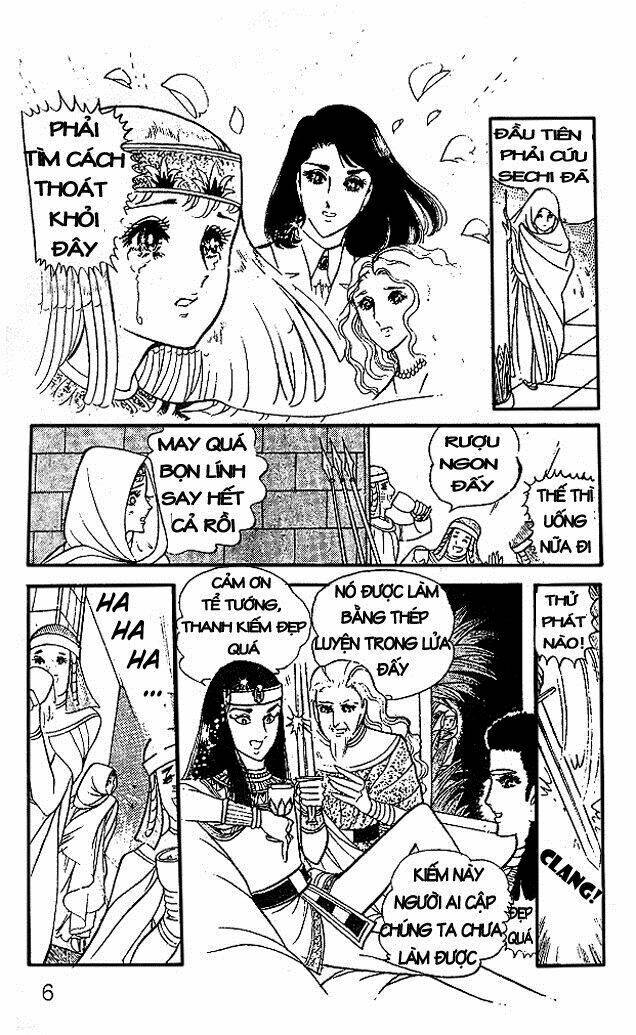 PHẢI
TÌM CÁCH
THOÁT
KHỎI
ĐÂY
ĐẦU TIÊN
PHẢI CỨU
SECHI ĐÃ
MAY QUÁ
BỌN LÍNH
SAY HẾT
CẢ RỒI
RƯỢU
NGON
ĐẤY
THẾ THÌ
UỐNG
NỮA ĐI
HA
HA
HA
...
CẢM ƠN
TỂ TƯỚNG,
THANH KIẾM ĐẸP
QUÁ
NÓ ĐƯỢC LÀM
BẰNG THÉP
LUYỆN TRONG LỬA
ĐẤY
THỬ
PHÁT
NÀO!
KIẾM NÀY
NGƯỜI AI CẬP
CHÚNG TA CHƯA
LÀM ĐƯỢC
ĐẸP
QUÁ
CLANG!
6